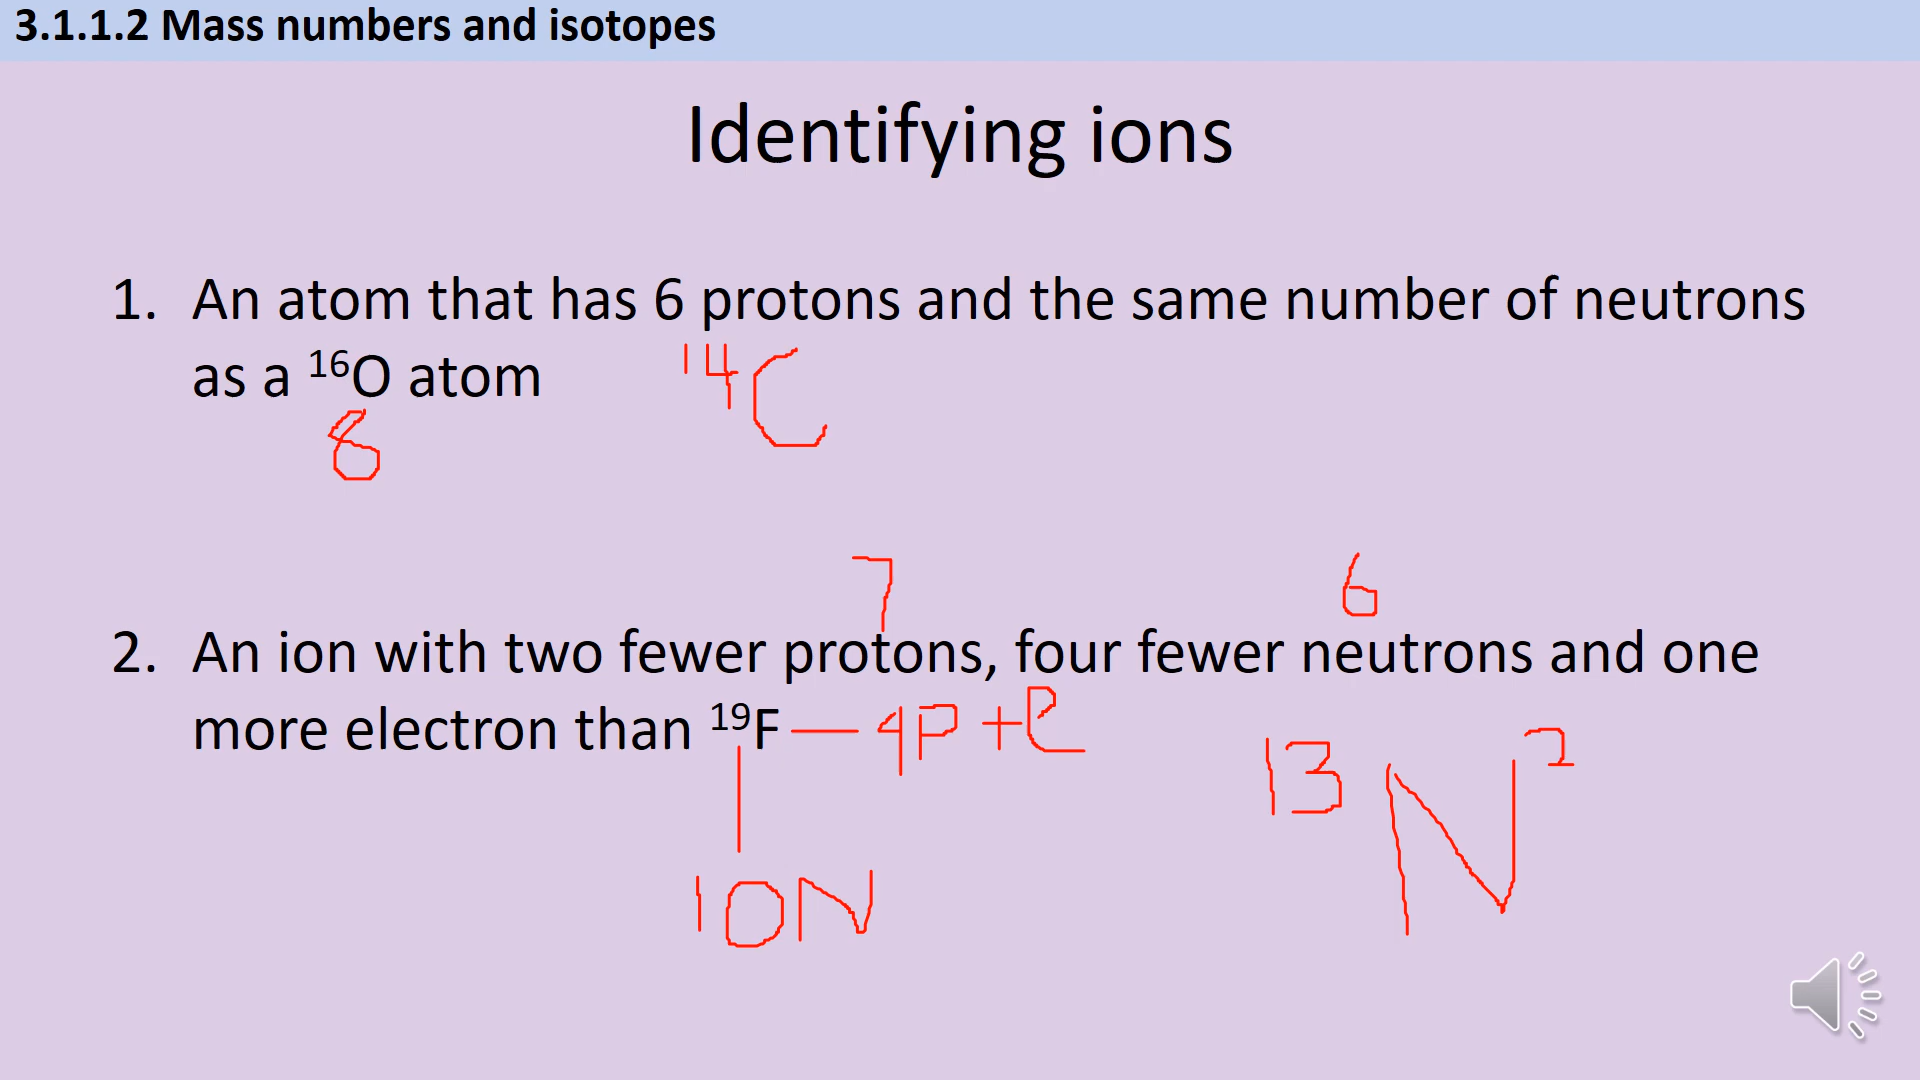 3.1.1.2 Mass numbers and isotopes
Identifying ions
1. An atom that has 6 protons and the same number of neutrons
as a ¹⁶O atom
¹⁴C
8
7
6
2. An ion with two fewer protons, four fewer neutrons and one
more electron than ¹⁹F — 9P + e
10N
¹³N